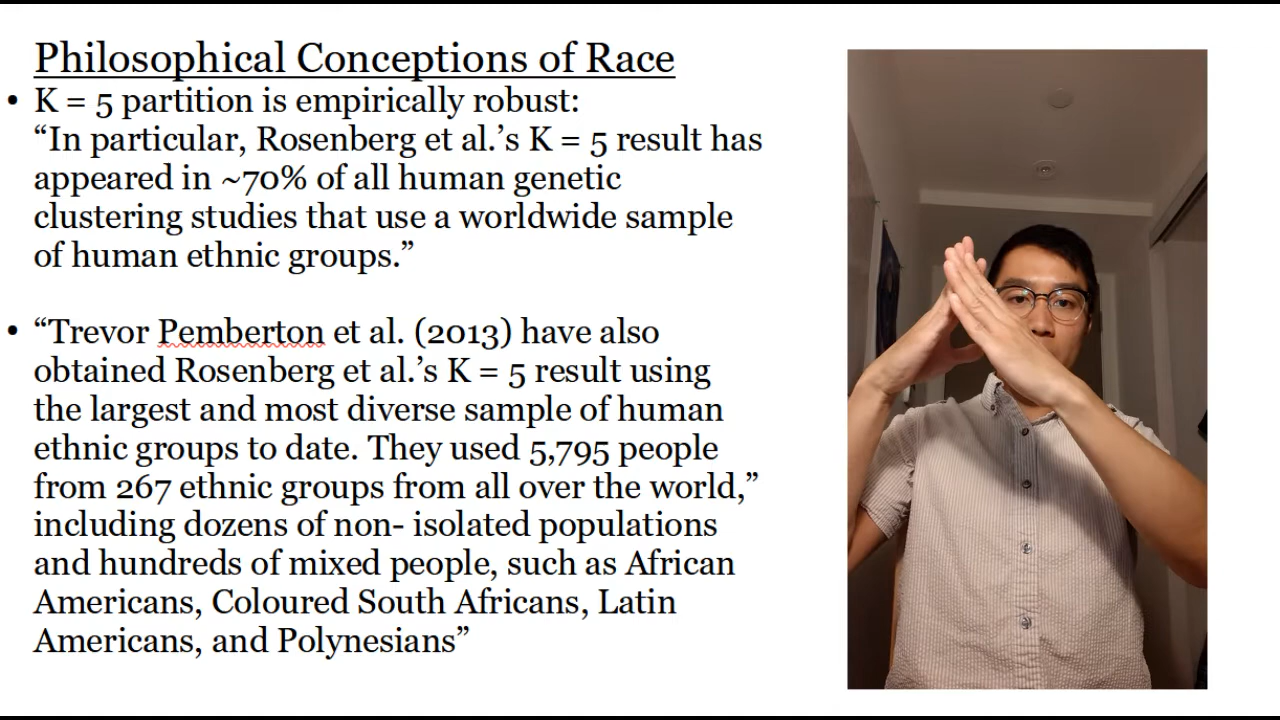 Philosophical Conceptions of Race
• K = 5 partition is empirically robust:
“In particular, Rosenberg et al.’s K = 5 result has
appeared in ~70% of all human genetic
clustering studies that use a worldwide sample
of human ethnic groups.”
• “Trevor Pemberton et al. (2013) have also
obtained Rosenberg et al.’s K = 5 result using
the largest and most diverse sample of human
ethnic groups to date. They used 5,795 people
from 267 ethnic groups from all over the world,”
including dozens of non- isolated populations
and hundreds of mixed people, such as African
Americans, Coloured South Africans, Latin
Americans, and Polynesians”